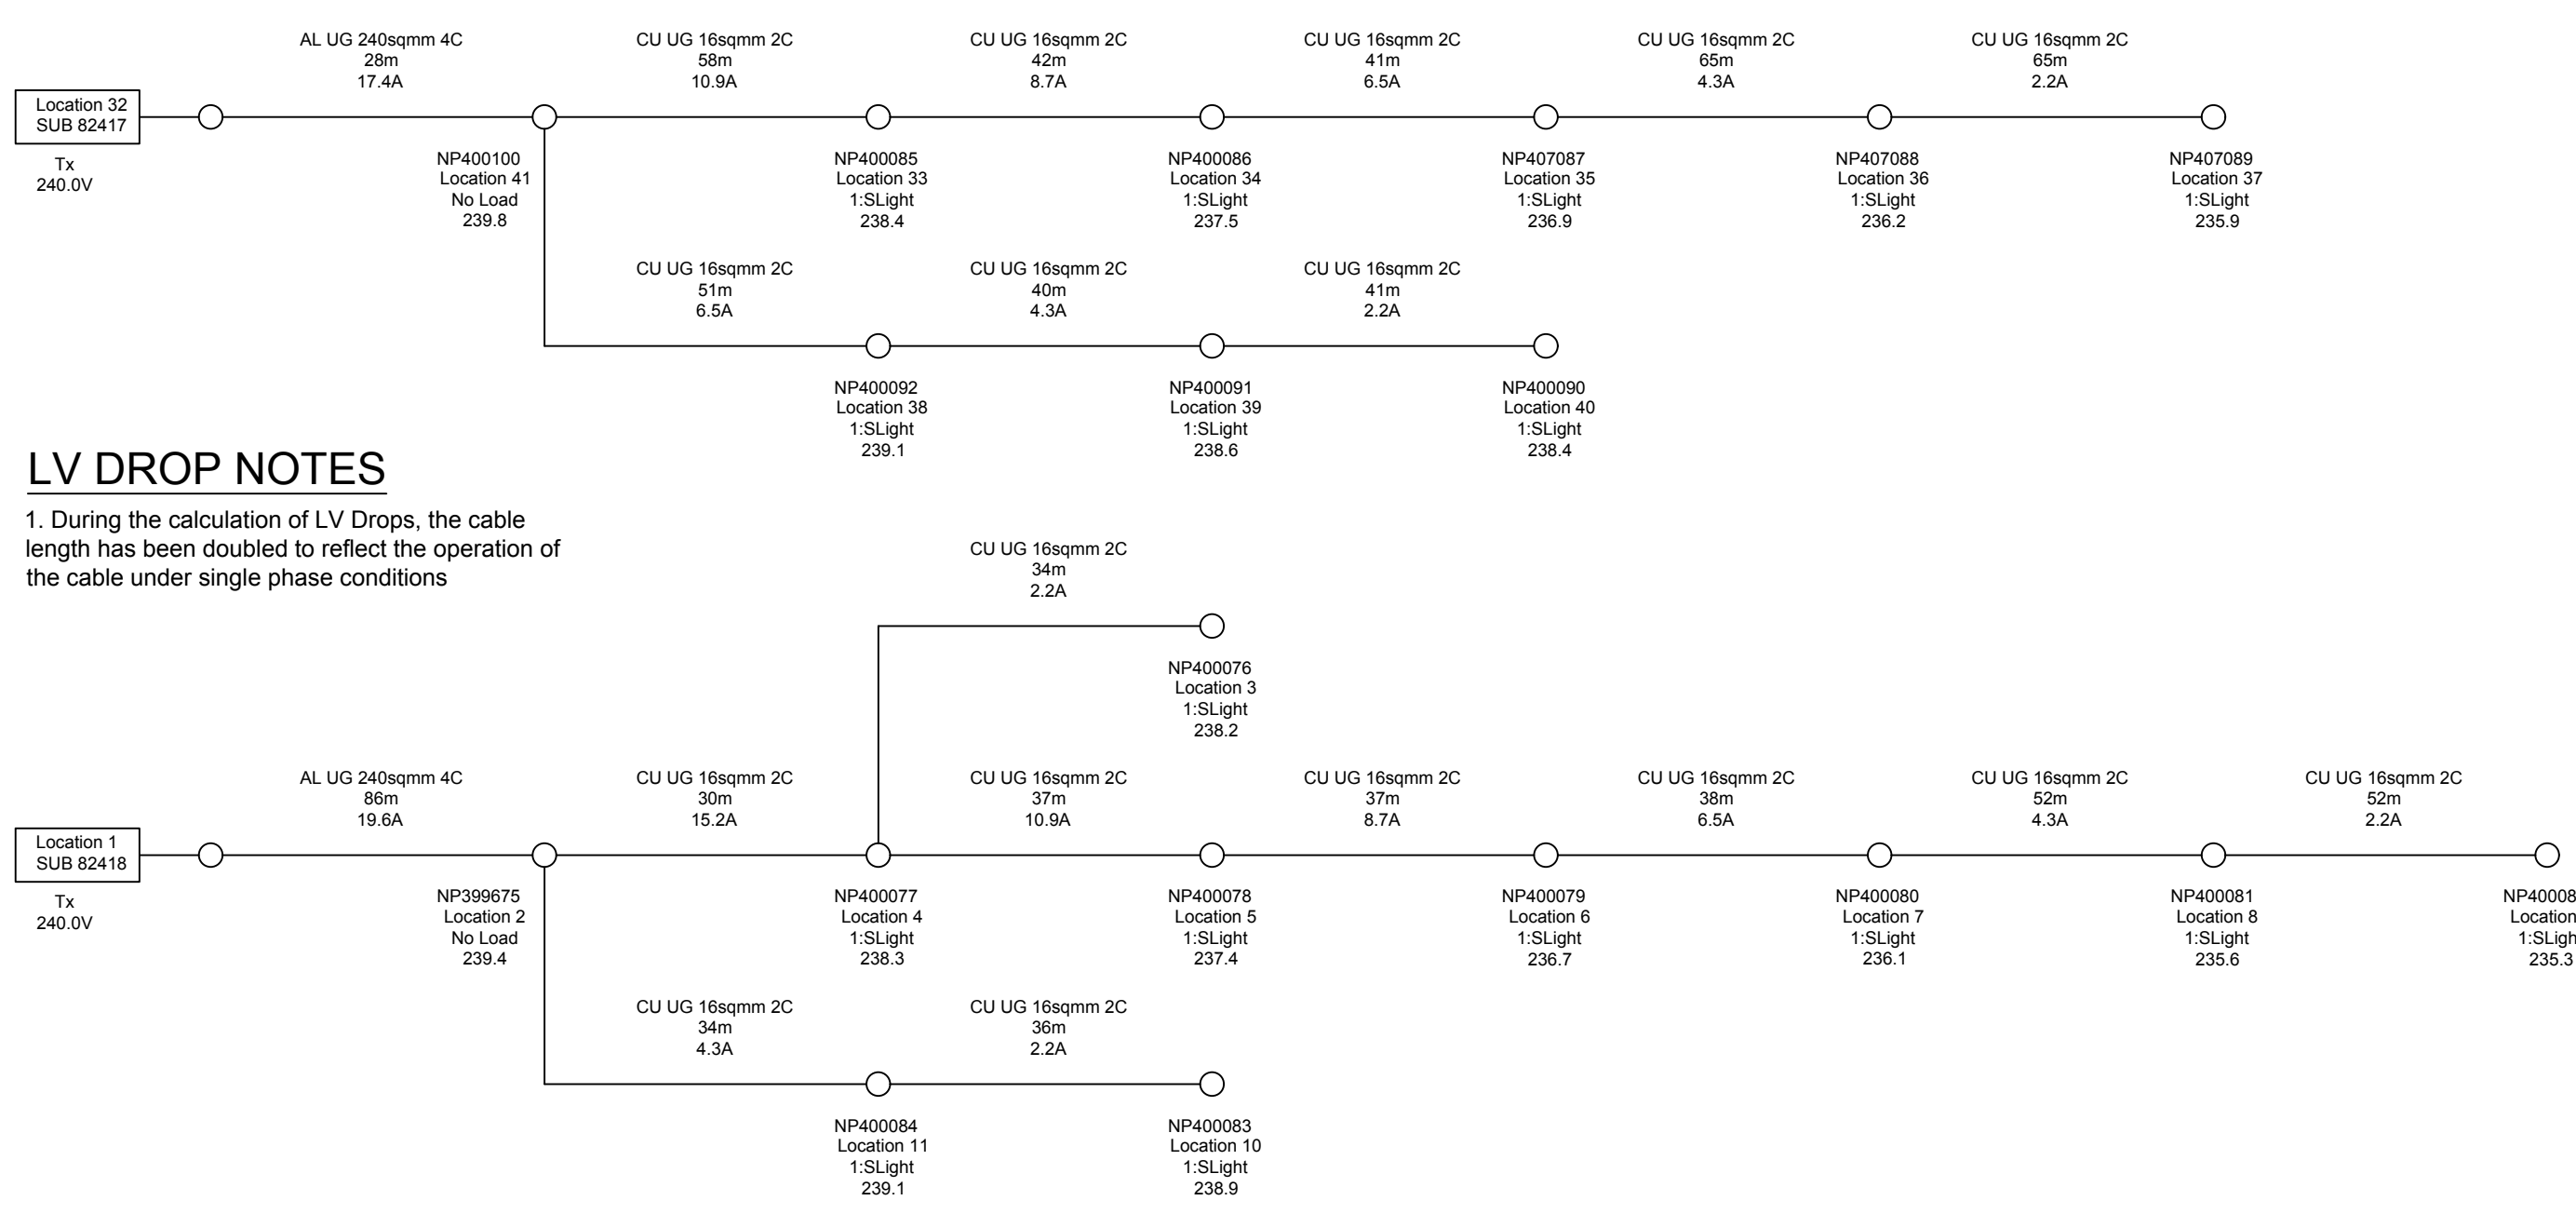 AL UG 240sqmm 4C
28m
17.4A
CU UG 16sqmm 2C
58m
10.9A
CU UG 16sqmm 2C
42m
8.7A
CU UG 16sqmm 2C
41m
6.5A
CU UG 16sqmm 2C
65m
4.3A
CU UG 16sqmm 2C
65m
2.2A
Location 32
SUB 82417
Tx
240.0V
NP400100
Location 41
No Load
239.8
NP400085
Location 33
1:SLight
238.4
NP400086
Location 34
1:SLight
237.5
NP407087
Location 35
1:SLight
236.9
NP407088
Location 36
1:SLight
236.2
NP407089
Location 37
1:SLight
235.9
CU UG 16sqmm 2C
51m
6.5A
CU UG 16sqmm 2C
40m
4.3A
CU UG 16sqmm 2C
41m
2.2A
NP400092
Location 38
1:SLight
239.1
NP400091
Location 39
1:SLight
238.6
NP400090
Location 40
1:SLight
238.4
LV DROP NOTES
1. During the calculation of LV Drops, the cable
length has been doubled to reflect the operation of
the cable under single phase conditions
CU UG 16sqmm 2C
34m
2.2A
NP400076
Location 3
1:SLight
238.2
AL UG 240sqmm 4C
86m
19.6A
CU UG 16sqmm 2C
30m
15.2A
CU UG 16sqmm 2C
37m
10.9A
CU UG 16sqmm 2C
37m
8.7A
CU UG 16sqmm 2C
38m
6.5A
CU UG 16sqmm 2C
52m
4.3A
CU UG 16sqmm 2C
52m
2.2A
Location 1
SUB 82418
Tx
240.0V
NP399675
Location 2
No Load
239.4
NP400077
Location 4
1:SLight
238.3
NP400078
Location 5
1:SLight
237.4
NP400079
Location 6
1:SLight
236.7
NP400080
Location 7
1:SLight
236.1
NP400081
Location 8
1:SLight
235.6
NP40008
Location
1:SLigh
235.3
CU UG 16sqmm 2C
34m
4.3A
CU UG 16sqmm 2C
36m
2.2A
NP400084
Location 11
1:SLight
239.1
NP400083
Location 10
1:SLight
238.9